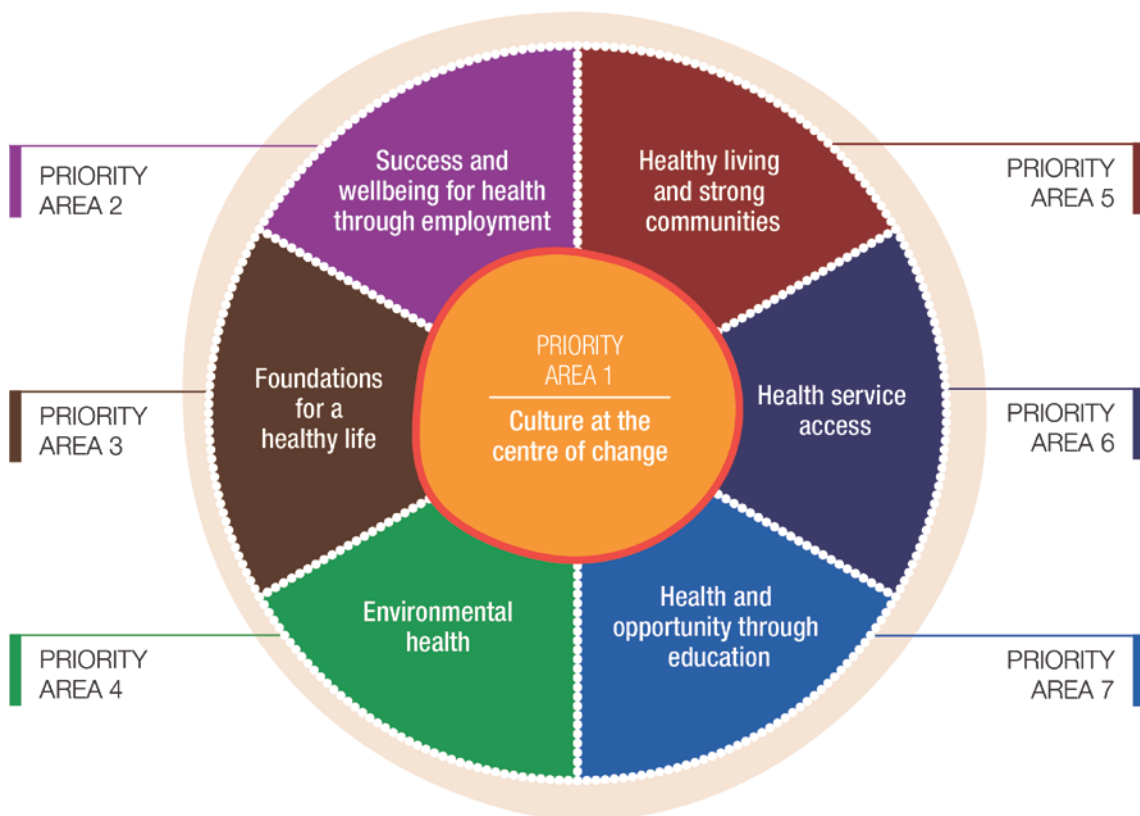 PRIORITY
AREA 2
Success and
wellbeing for health
through employment
Healthy living
and strong
communities
PRIORITY
AREA 5
PRIORITY
AREA 3
Foundations
for a
healthy life
PRIORITY
AREA 1
Culture at the
centre of change
Health service
access
PRIORITY
AREA 6
PRIORITY
AREA 4
Environmental
health
Health and
opportunity through
education
PRIORITY
AREA 7